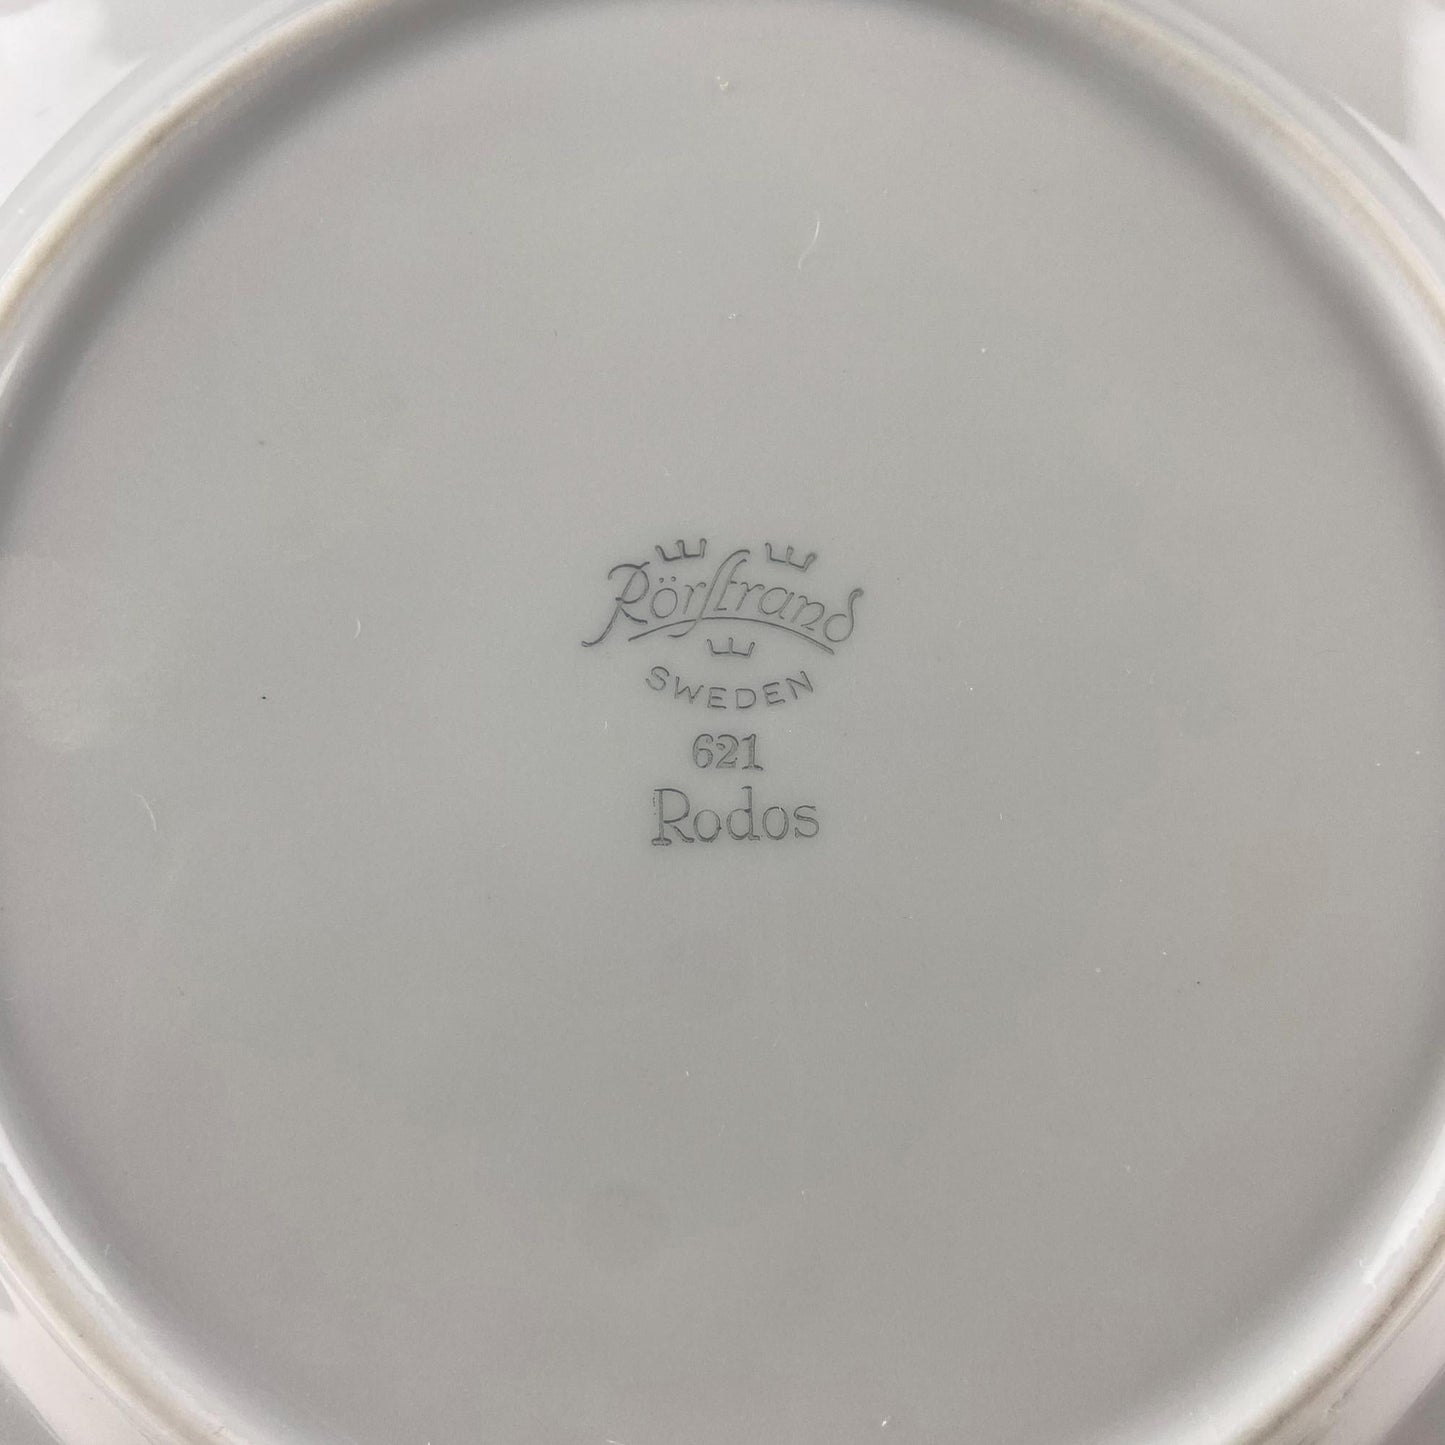 Rörstrand
SWEDEN
621
Rodos